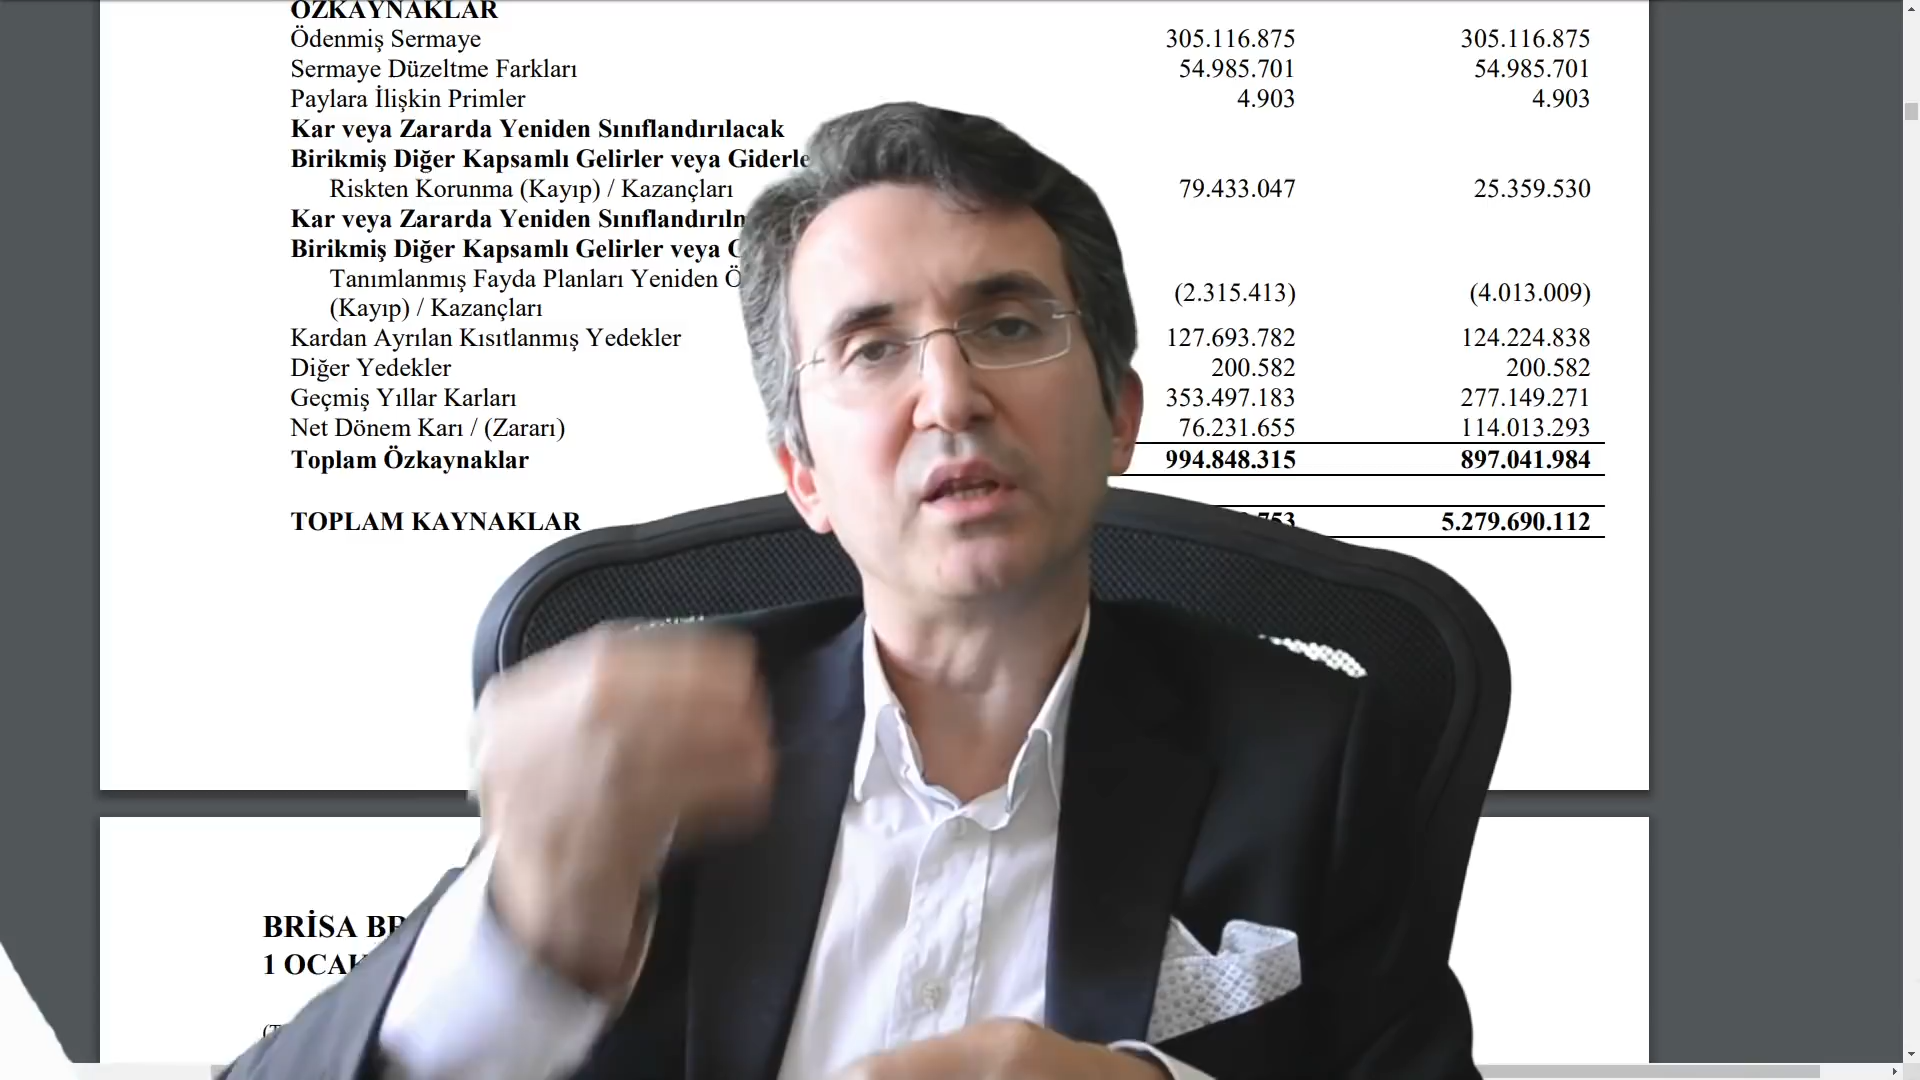 ÖZKAYNAKLAR
Ödenmiş Sermaye 305.116.875 305.116.875
Sermaye Düzeltme Farkları 54.985.701 54.985.701
Paylara İlişkin Primler 4.903 4.903
Kar veya Zararda Yeniden Sınıflandırılacak
Birikmiş Diğer Kapsamlı Gelirler veya
Riskten Korunma (Kayıp) / Kazançları 79.433.047 25.359.530
Kar veya Zararda Yeniden
Birikmiş Diğer Kapsamlı Gelirler veya
Tanımlanmış Fayda Planları Yeniden
(Kayıp) / Kazançları (2.315.413) (4.013.009)
Kardan Ayrılan Kısıtlanmış Yedekler 127.693.782 124.224.838
Diğer Yedekler 200.582 200.582
Geçmiş Yıllar Karları 353.497.183 277.149.271
Net Dönem Karı / (Zararı) 76.231.655 114.013.293
Toplam Özkaynaklar 994.848.315 897.041.984
TOPLAM KAYNAKLAR 5.279.690.112
BRİSA
1